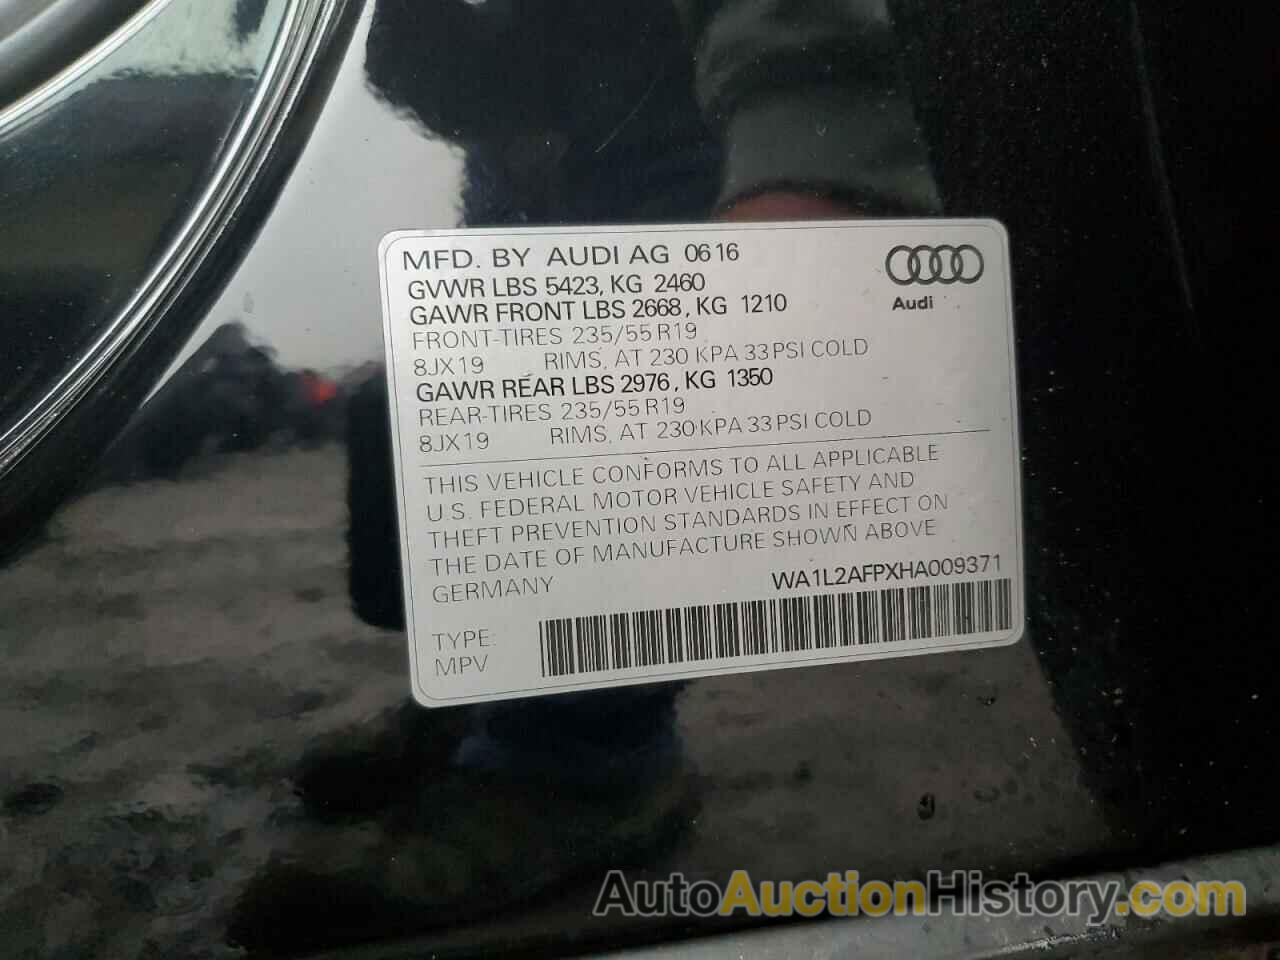 MFD. BY AUDI AG 0616
GVWR LBS 5423, KG 2460
GAWR FRONT LBS 2668, KG 1210
FRONT-TIRES 235/55 R19
8JX19 RIMS, AT 230 KPA 33 PSI COLD
GAWR REAR LBS 2976, KG 1350
REAR-TIRES 235/55 R19
8JX19 RIMS, AT 230 KPA 33 PSI COLD
Audi
THIS VEHICLE CONFORMS TO ALL APPLICABLE
U.S. FEDERAL MOTOR VEHICLE SAFETY AND
THEFT PREVENTION STANDARDS IN EFFECT ON
THE DATE OF MANUFACTURE SHOWN ABOVE
GERMANY WA1L2AFPXHA009371
TYPE:
MPV
AutoAuctionHistory.com